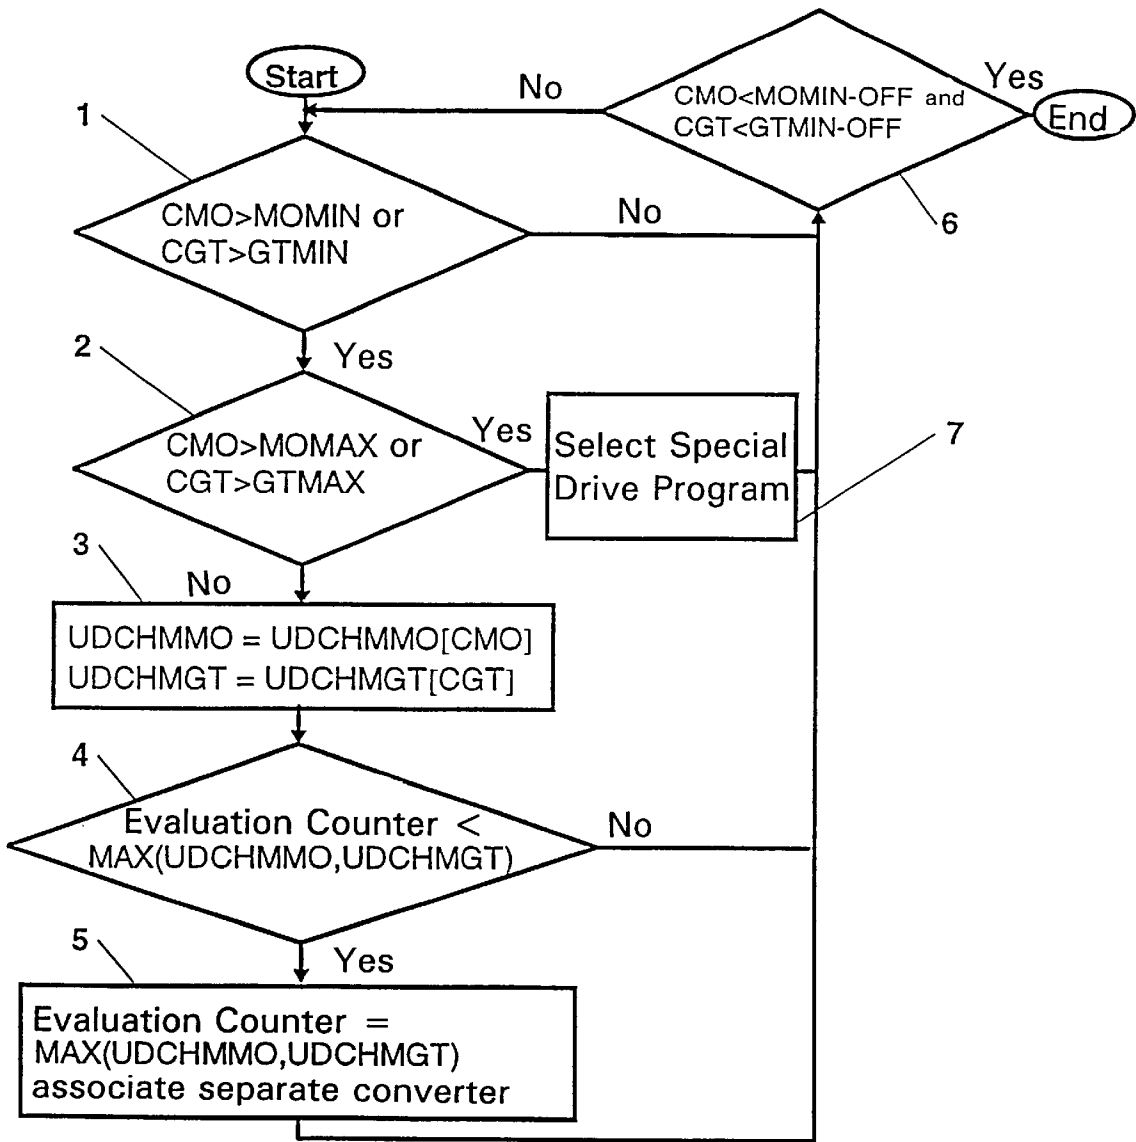 Start
No
CMO<MOMIN-OFF and
CGT<GTMIN-OFF
Yes
End
1
6
CMO>MOMIN or
CGT>GTMIN
No
Yes
2
CMO>MOMAX or
CGT>GTMAX
Yes
Select Special
Drive Program
7
3
No
UDCHMMO = UDCHMMO[CMO]
UDCHMGT = UDCHMGT[CGT]
4
Evaluation Counter <
MAX(UDCHMMO,UDCHMGT)
No
5
Yes
Evaluation Counter =
MAX(UDCHMMO,UDCHMGT)
associate separate converter